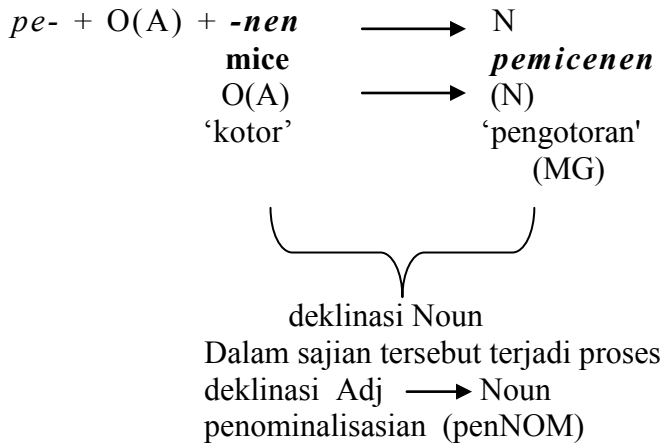 pe- + O(A) + -nen → N
mice pemicenen
O(A) → (N)
‘kotor’ ‘pengotoran'
(MG)
deklinasi Noun
Dalam sajian tersebut terjadi proses
deklinasi Adj → Noun
penominalisasian (penNOM)